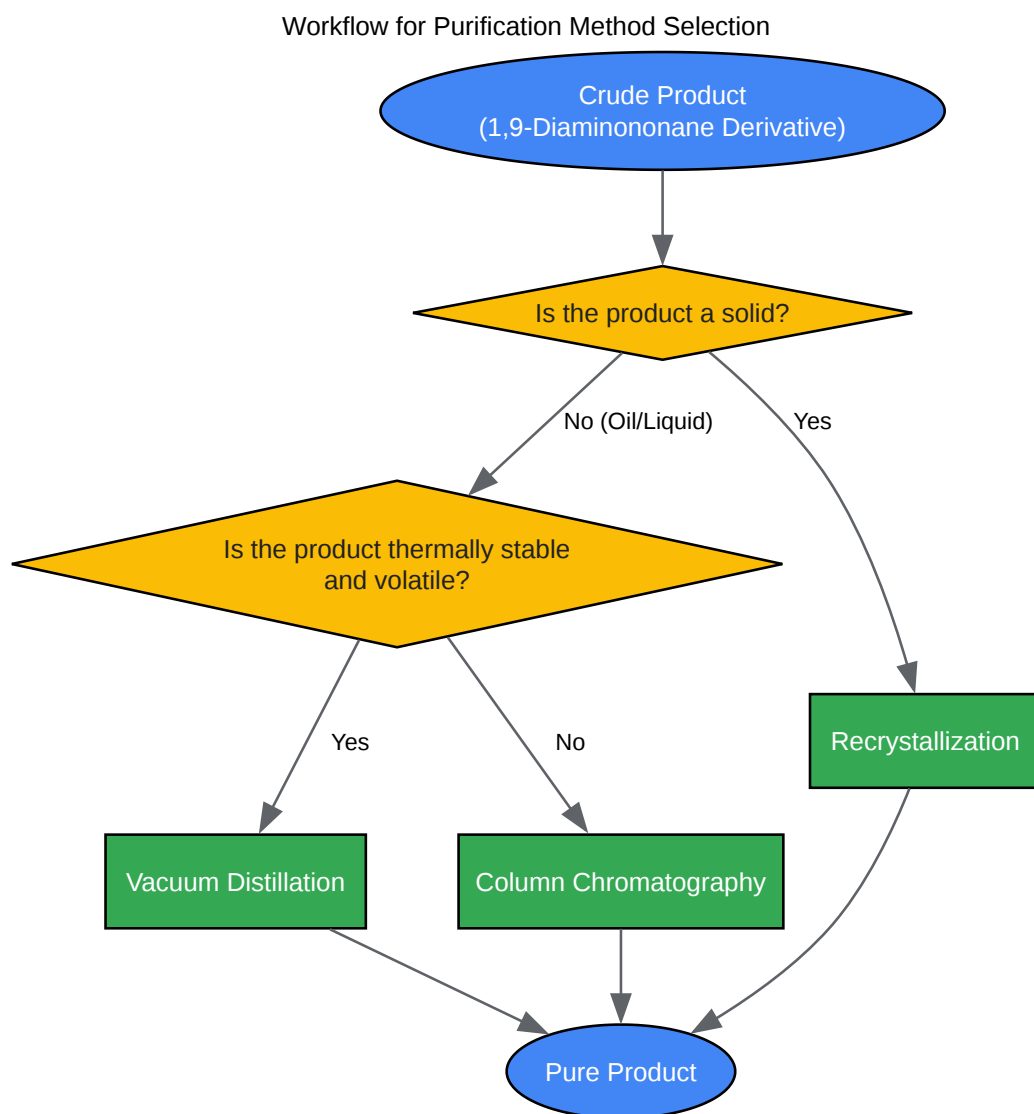 Workflow for Purification Method Selection
Crude Product
(1,9-Diaminononane Derivative)
Is the product a solid?
No (Oil/Liquid)
Yes
Is the product thermally stable
and volatile?
Yes
No
Recrystallization
Vacuum Distillation
Column Chromatography
Pure Product